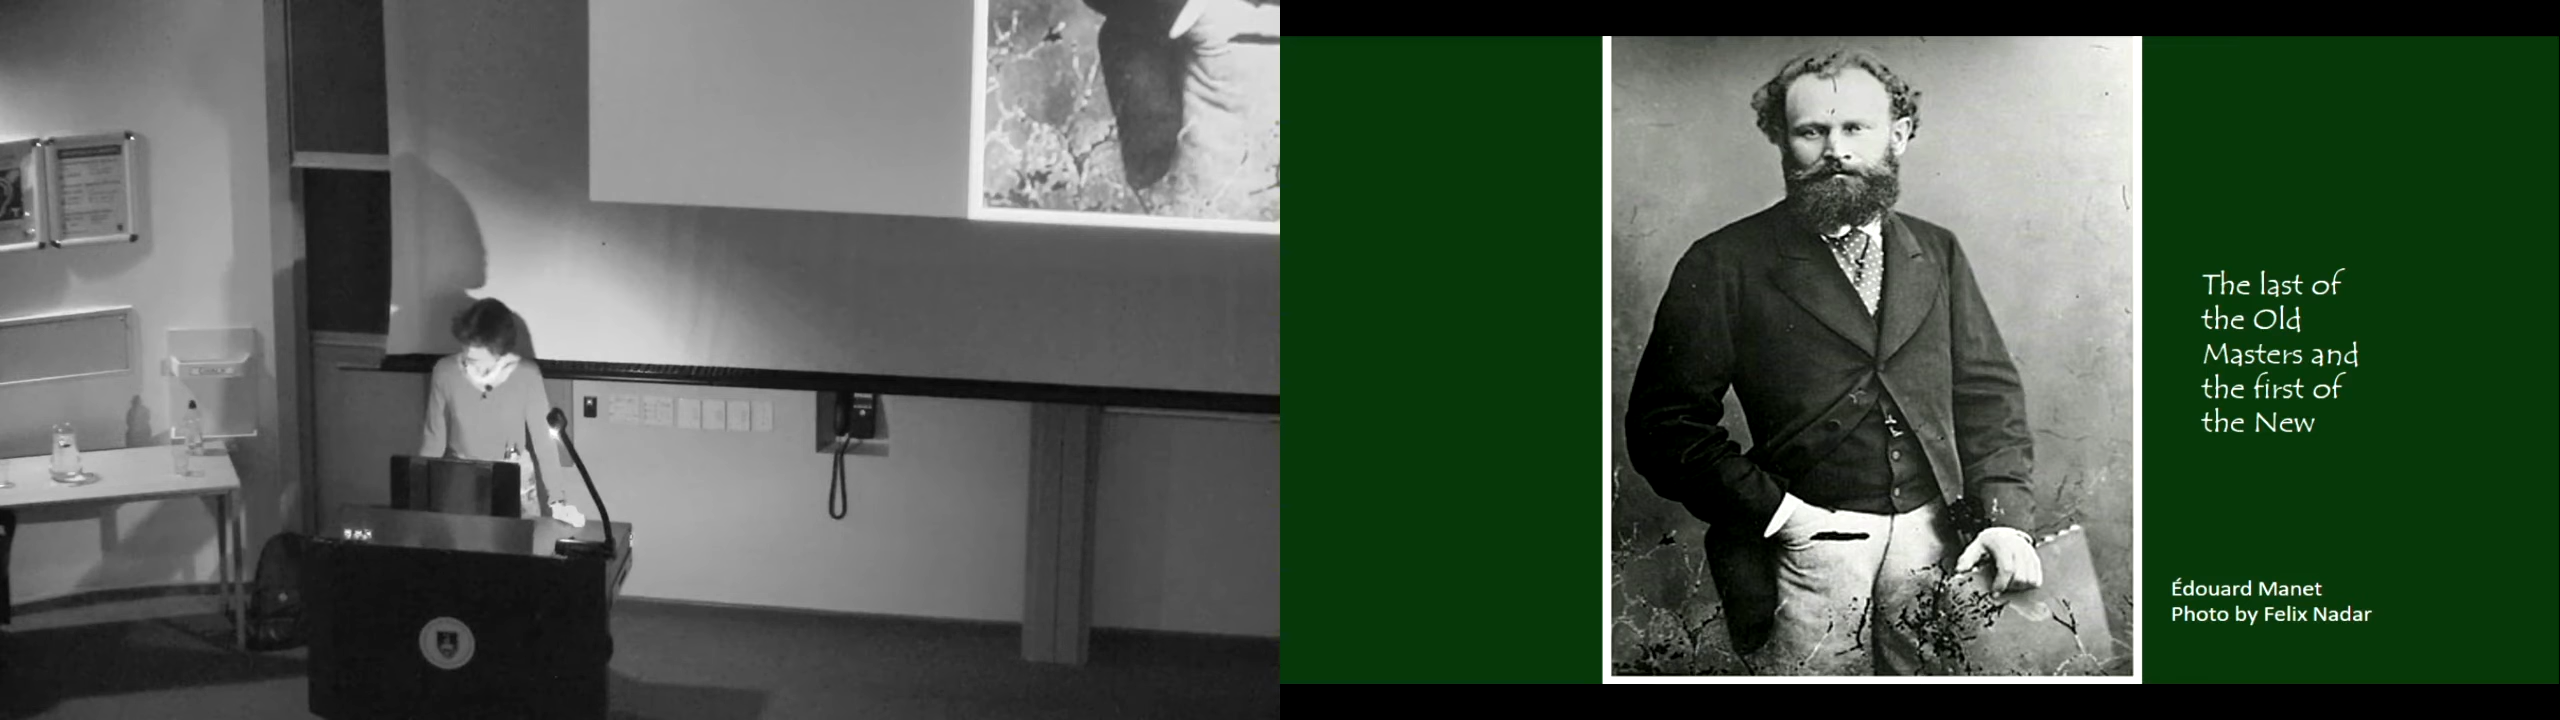 The last of
the Old
Masters and
the first of
the New
Édouard Manet
Photo by Felix Nadar